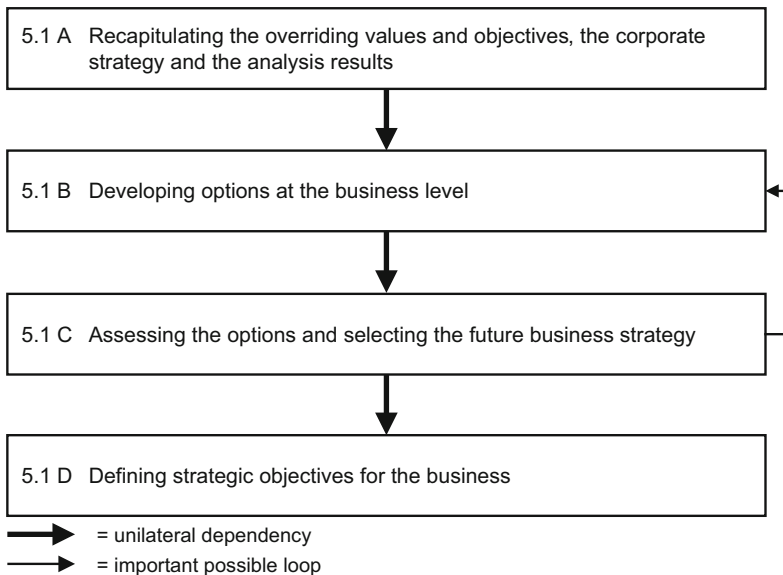 5.1 A Recapitulating the overriding values and objectives, the corporate
strategy and the analysis results
5.1 B Developing options at the business level
5.1 C Assessing the options and selecting the future business strategy
5.1 D Defining strategic objectives for the business
= unilateral dependency
= important possible loop